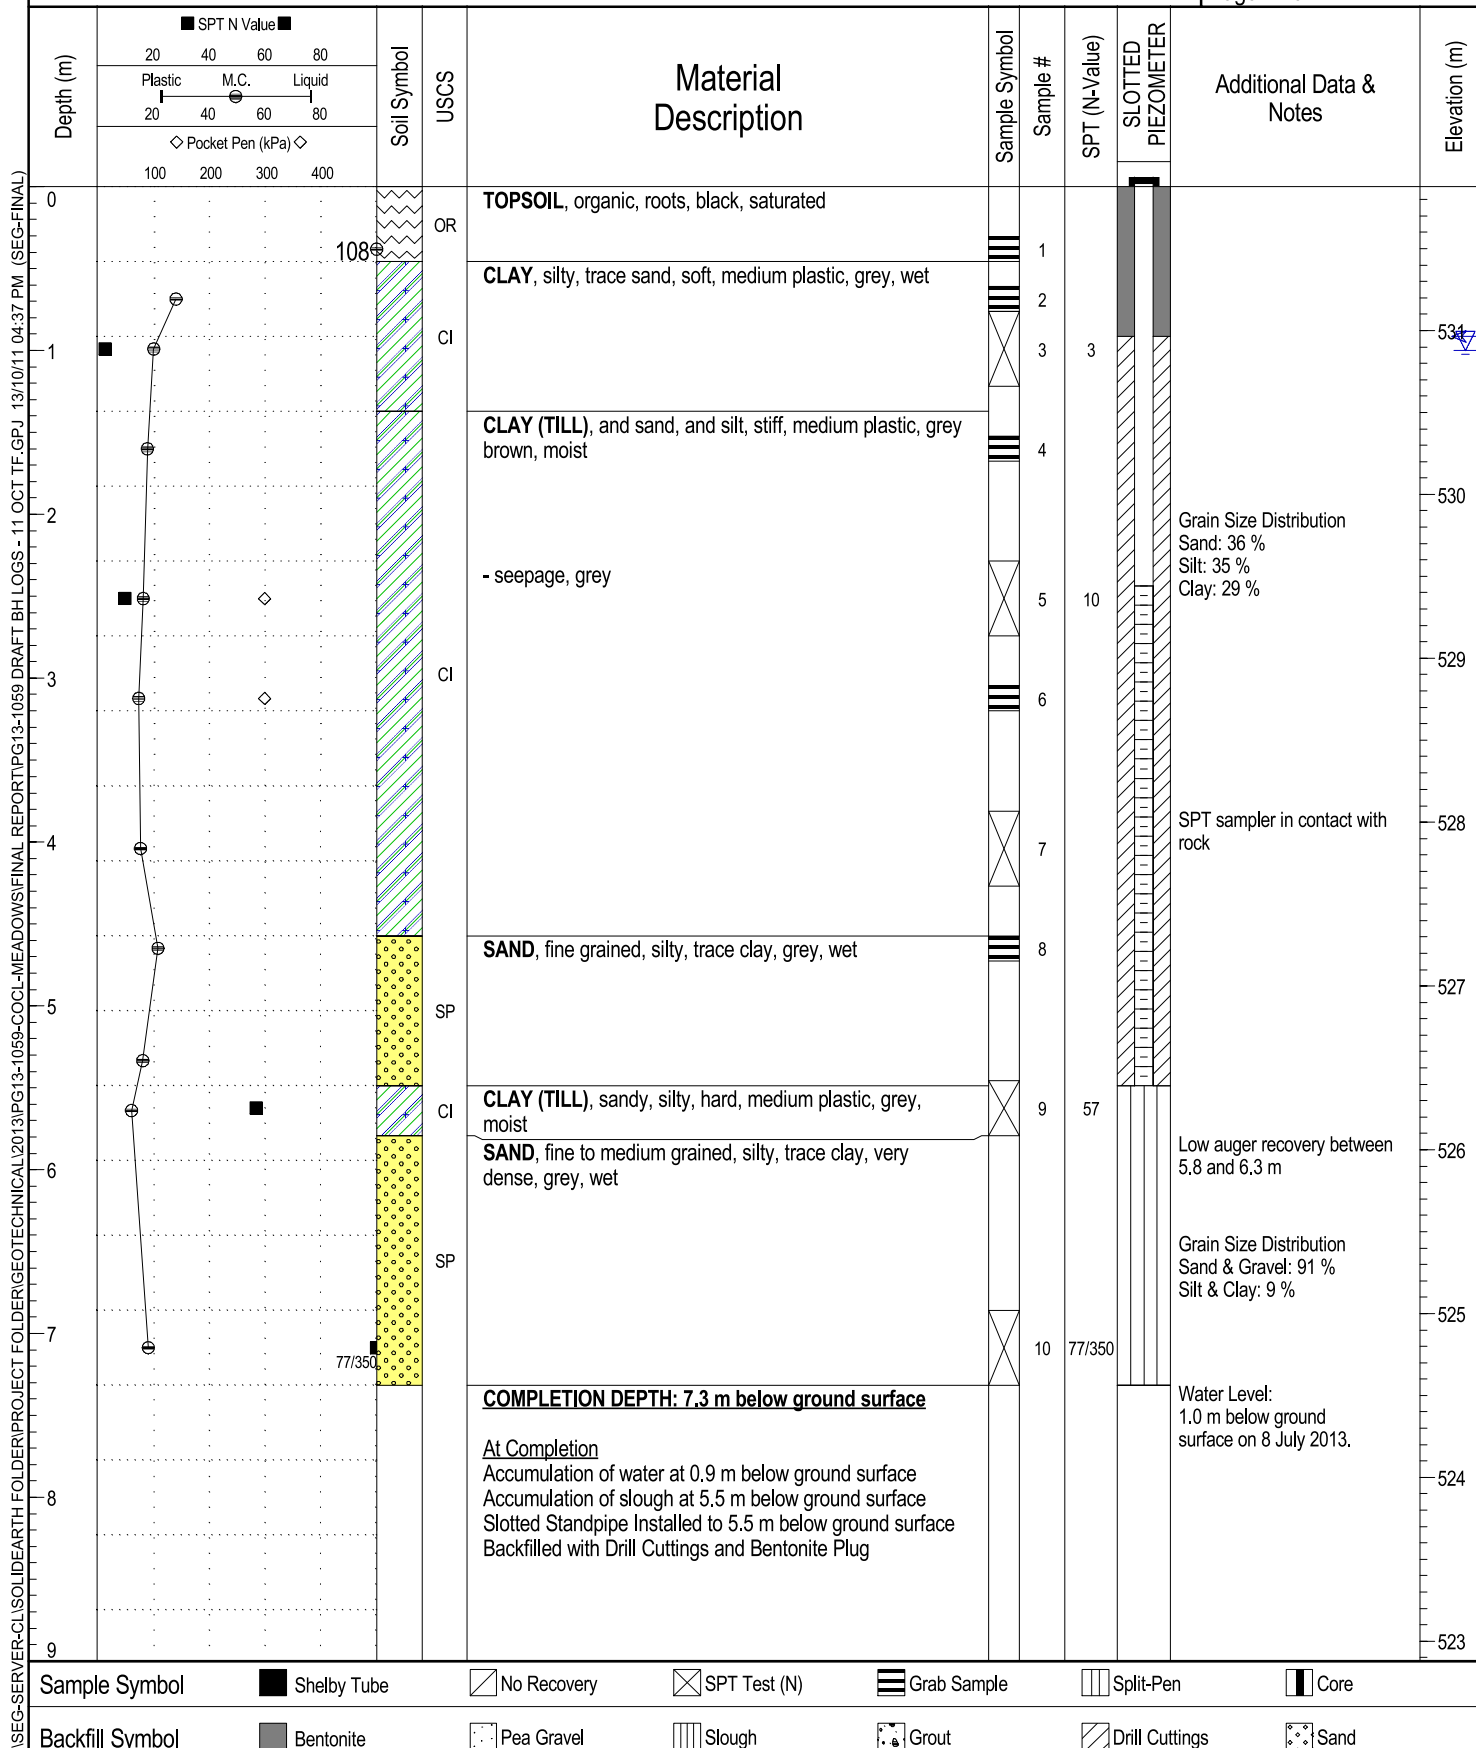 ■ SPT N Value ■
20 40 60 80
Plastic M.C. Liquid
20 40 60 80
◇ Pocket Pen (kPa) ◇
100 200 300 400
Depth (m)
Soil Symbol
USCS
Material
Description
Sample Symbol
Sample #
SPT (N-Value)
SLOTTED
PIEZOMETER
Additional Data &
Notes
Elevation (m)
0
TOPSOIL, organic, roots, black, saturated
OR
108
1
CLAY, silty, trace sand, soft, medium plastic, grey, wet
2
CI
531
1
3 3
CLAY (TILL), and sand, and silt, stiff, medium plastic, grey
brown, moist
4
530
2
Grain Size Distribution
Sand: 36 %
Silt: 35 %
Clay: 29 %
- seepage, grey
5 10
529
3
CI
6
528
SPT sampler in contact with
rock
4
7
SAND, fine grained, silty, trace clay, grey, wet
8
527
5
SP
CLAY (TILL), sandy, silty, hard, medium plastic, grey,
moist
CI
9 57
SAND, fine to medium grained, silty, trace clay, very
dense, grey, wet
Low auger recovery between
5.8 and 6.3 m
526
6
Grain Size Distribution
Sand & Gravel: 91 %
Silt & Clay: 9 %
SP
525
7
77/350
10 77/350
COMPLETION DEPTH: 7.3 m below ground surface
Water Level:
1.0 m below ground
surface on 8 July 2013.
At Completion
Accumulation of water at 0.9 m below ground surface
Accumulation of slough at 5.5 m below ground surface
Slotted Standpipe Installed to 5.5 m below ground surface
Backfilled with Drill Cuttings and Bentonite Plug
524
8
523
9
Sample Symbol Shelby Tube No Recovery SPT Test (N) Grab Sample Split-Pen Core
Backfill Symbol Bentonite Pea Gravel Slough Grout Drill Cuttings Sand
\SEG-SERVER-CL\SOLIDEARTH FOLDER\PROJECT FOLDER\GEOTECHNICAL\2013\PG13-1059-COCL-MEADOWS\FINAL REPORT\PG13-1059 DRAFT BH LOGS - 11 OCT TF.GPJ 13/10/11 04:37 PM (SEG-FINAL)